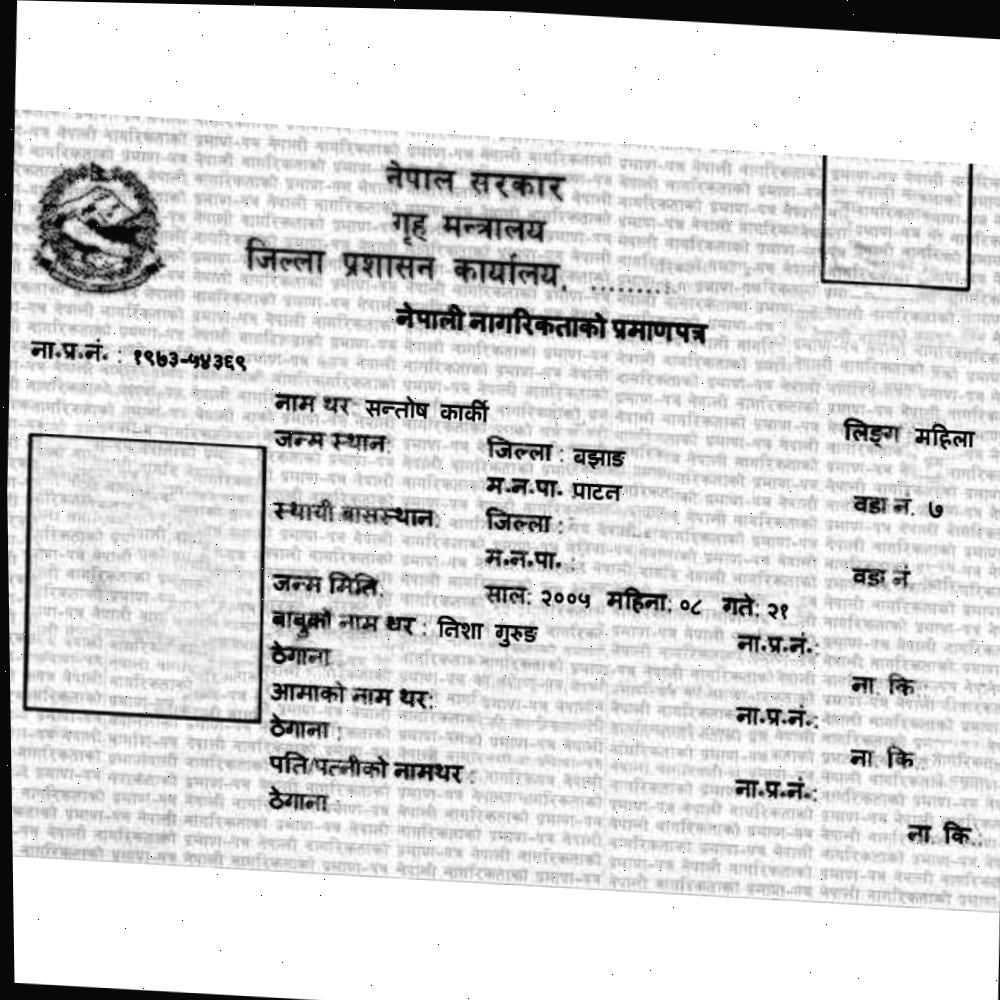 नेपाल सरकार
गृह मन्त्रालय
जिल्ला प्रशासन कार्यालय, .........
नेपाली नागरिकताको प्रमाणपत्र
ना.प्र.नं. : १९७३-५४३६९
नाम थर: सन्तोष कार्की लिङ्ग महिला
जन्म स्थान: जिल्ला : बझाङ
म.न.पा. पाटन वडा नं. ७
स्थायी बासस्थान: जिल्ला :
म.न.पा. : वडा नं.
जन्म मिति: साल: २००५ महिना: ०८ गते: २१
बाबुको नाम थर : निशा गुरुङ ना.प्र.नं.:
ठेगाना : ना. कि. :
आमाको नाम थर: ना.प्र.नं.:
ठेगाना : ना. कि. :
पति/पत्नीको नामथर : ना.प्र.नं.:
ठेगाना : ना. कि. :